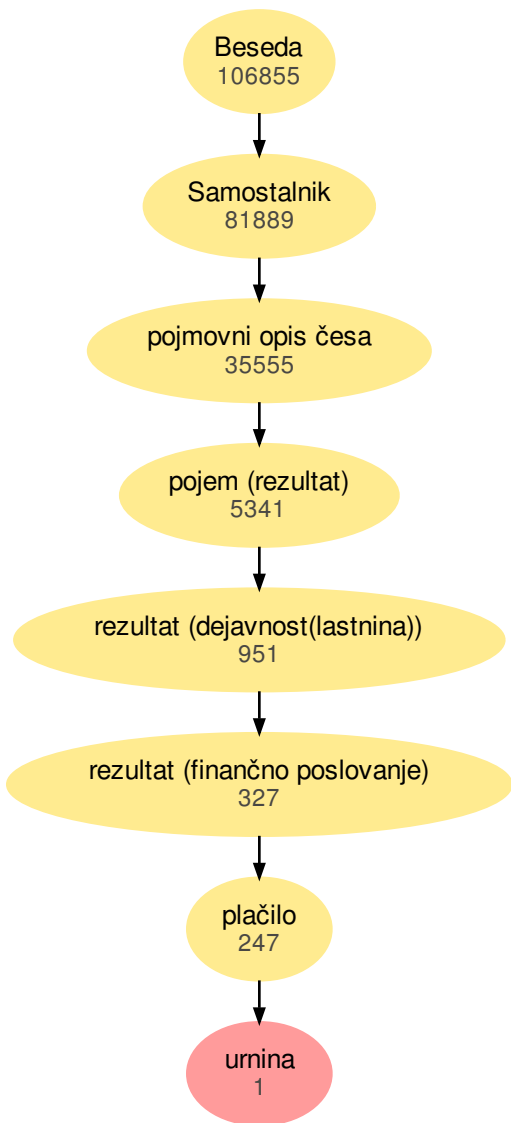 Beseda
106855
Samostalnik
81889
pojmovni opis česa
35555
pojem (rezultat)
5341
rezultat (dejavnost(lastnina))
951
rezultat (finančno poslovanje)
327
plačilo
247
urnina
1